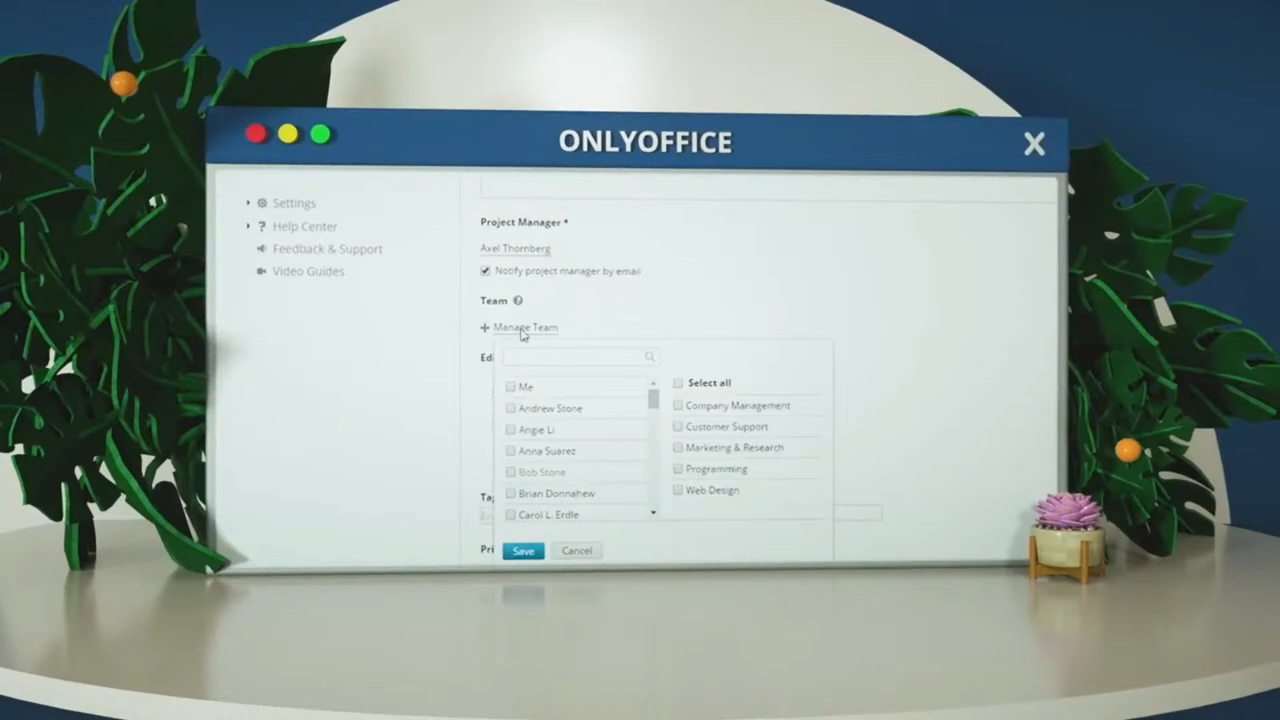 ONLYOFFICE
X
Settings
? Help Center
Feedback & Support
Video Guides
Project Manager *
Axel Thornberg
Notify project manager by email
Team ?
+ Manage Team
Me
Andrew Stone
Angie Li
Anna Suarez
Bob Stone
Brian Donnahew
Carol L. Erdle
Select all
Company Management
Customer Support
Marketing & Research
Programming
Web Design
Save
Cancel